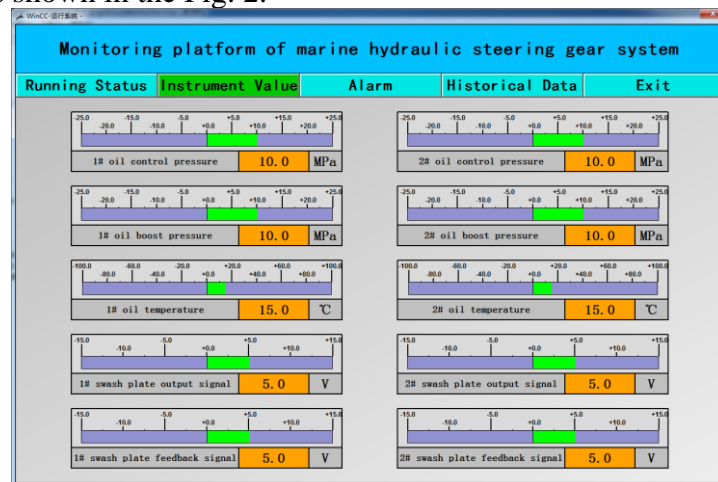 shown in the Fig. 2.
WinCC-运行系统 -
Monitoring platform of marine hydraulic steering gear system
Running Status Instrument Value Alarm Historical Data Exit
-25.0 -15.0 -5.0 +5.0 +15.0 +25.0
-20.0 -10.0 +0.0 +10.0 +20.0
1# oil control pressure 10.0 MPa
-25.0 -15.0 -5.0 +5.0 +15.0 +25.0
-20.0 -10.0 +0.0 +10.0 +20.0
2# oil control pressure 10.0 MPa
-25.0 -15.0 -5.0 +5.0 +15.0 +25.0
-20.0 -10.0 +0.0 +10.0 +20.0
1# oil boost pressure 10.0 MPa
-25.0 -15.0 -5.0 +5.0 +15.0 +25.0
-20.0 -10.0 +0.0 +10.0 +20.0
2# oil boost pressure 10.0 MPa
-100.0 -60.0 -20.0 +20.0 +60.0 +100.0
-80.0 -40.0 +0.0 +40.0 +80.0
1# oil temperature 15.0 ℃
-100.0 -60.0 -20.0 +20.0 +60.0 +100.0
-80.0 -40.0 +0.0 +40.0 +80.0
2# oil temperature 15.0 ℃
-15.0 -5.0 +5.0 +15.0
-10.0 +0.0 +10.0
1# swash plate output signal 5.0 V
-15.0 -5.0 +5.0 +15.0
-10.0 +0.0 +10.0
2# swash plate output signal 5.0 V
-15.0 -5.0 +5.0 +15.0
-10.0 +0.0 +10.0
1# swash plate feedback signal 5.0 V
-15.0 -5.0 +5.0 +15.0
-10.0 +0.0 +10.0
2# swash plate feedback signal 5.0 V